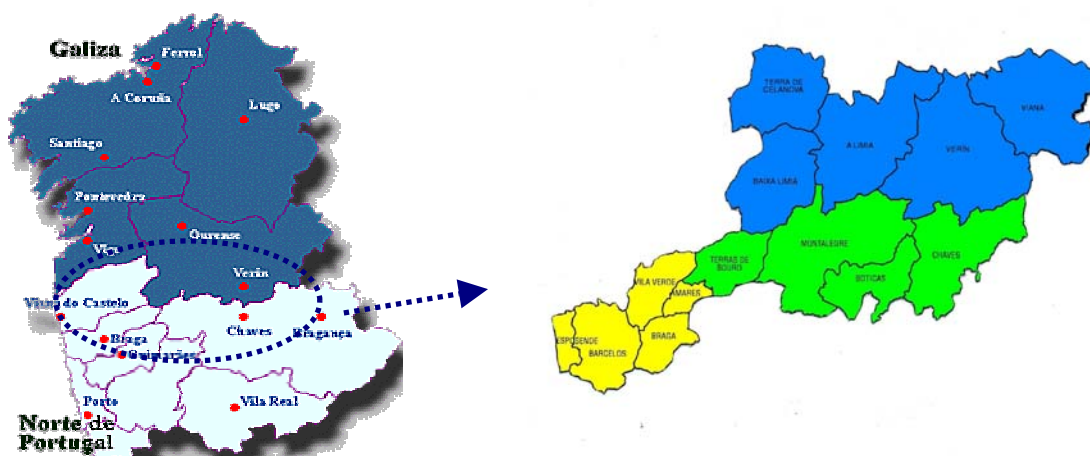 Galiza
Ferrol
A Coruña
Lugo
Santiago
Pontevedra
Ourense
Vigo
Verin
Viana do Castelo
Chaves
Bragança
Braga
Guimarães
Porto
Vila Real
Norte de
Portugal
TERRA DE
CELANOVA
VIANA
A LIMIA
VERÍN
BAIXA LIMIA
MONTALEGRE
CHAVES
TERRAS DE
BOURO
BOTICAS
VILA VERDE
AMARES
BRAGA
ESPOSENDE
BARCELOS